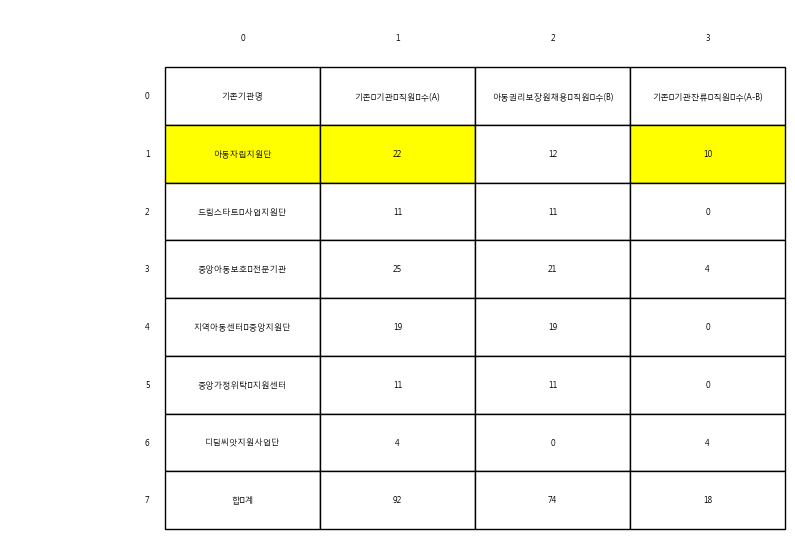 0 1 2 3
0 기존기관명 기존▯기관▯직원▯수(A) 아동권리보장원채용▯직원▯수(B) 기존▯기관잔류▯직원▯수(A-B)
1 아동자립지원단 22 12 10
2 드림스타트▯사업지원단 11 11 0
3 중앙아동보호▯전문기관 25 21 4
4 지역아동센터▯중앙지원단 19 19 0
5 중앙가정위탁▯지원센터 11 11 0
6 디딤씨앗지원사업단 4 0 4
7 합▯계 92 74 18